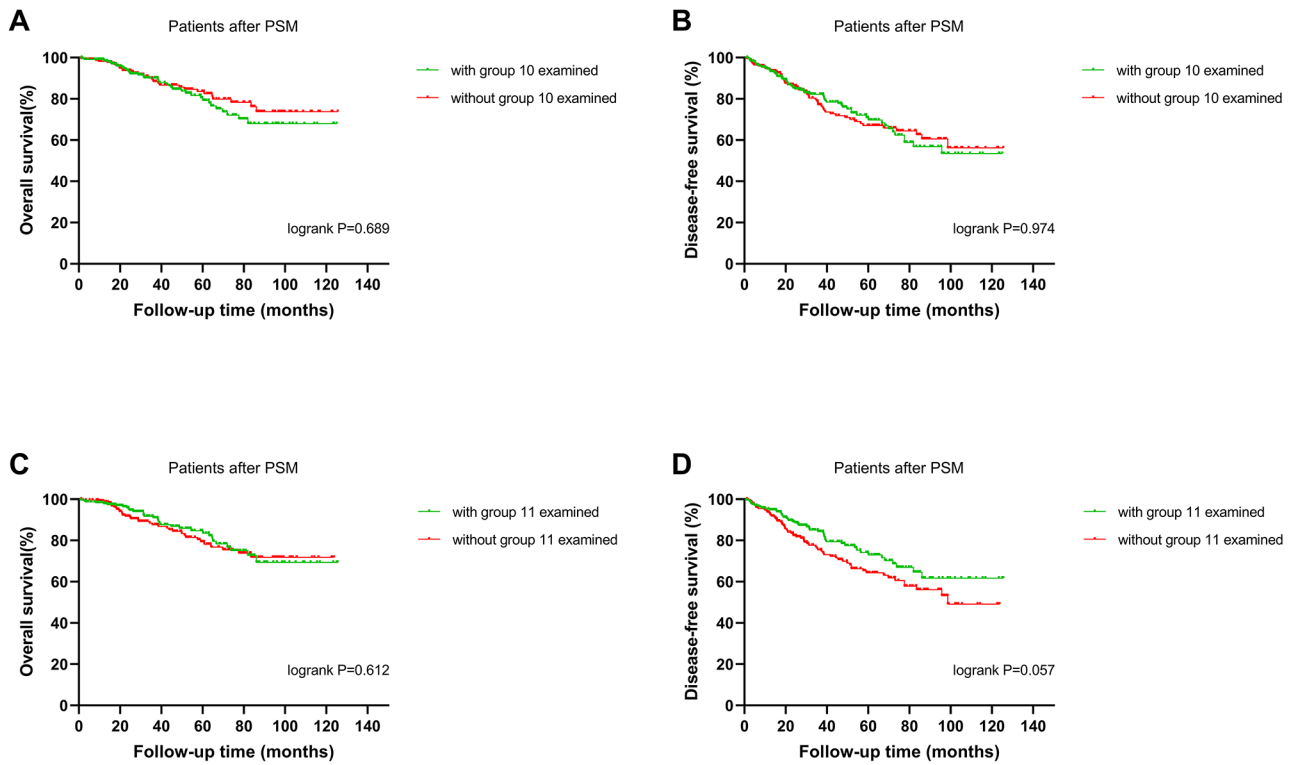 A
Patients after PSM
Overall survival(%)
100
80
60
40
20
0
0 20 40 60 80 100 120 140
Follow-up time (months)
logrank P=0.689
with group 10 examined
without group 10 examined
B
Patients after PSM
Disease-free survival (%)
100
80
60
40
20
0
0 20 40 60 80 100 120 140
Follow-up time (months)
logrank P=0.974
with group 10 examined
without group 10 examined
C
Patients after PSM
Overall survival(%)
100
80
60
40
20
0
0 20 40 60 80 100 120 140
Follow-up time (months)
logrank P=0.612
with group 11 examined
without group 11 examined
D
Patients after PSM
Disease-free survival (%)
100
80
60
40
20
0
0 20 40 60 80 100 120 140
Follow-up time (months)
logrank P=0.057
with group 11 examined
without group 11 examined